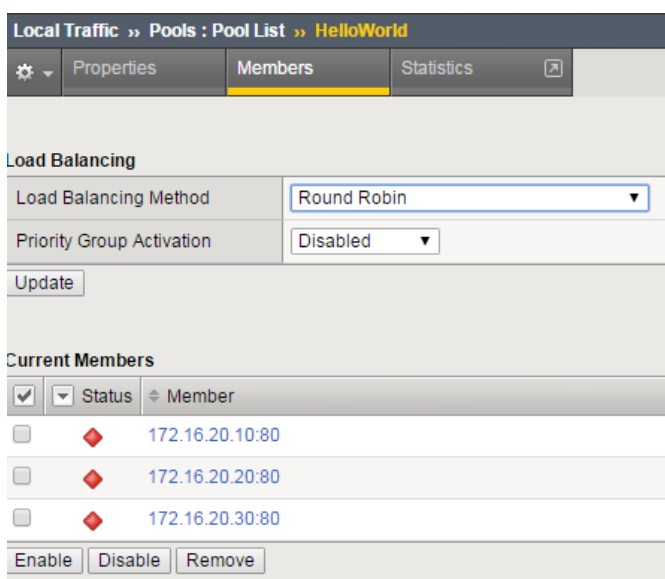 Local Traffic ›› Pools : Pool List ›› HelloWorld
Properties Members Statistics
Load Balancing
Load Balancing Method Round Robin
Priority Group Activation Disabled
Update
Current Members
Status Member
172.16.20.10:80
172.16.20.20:80
172.16.20.30:80
Enable Disable Remove